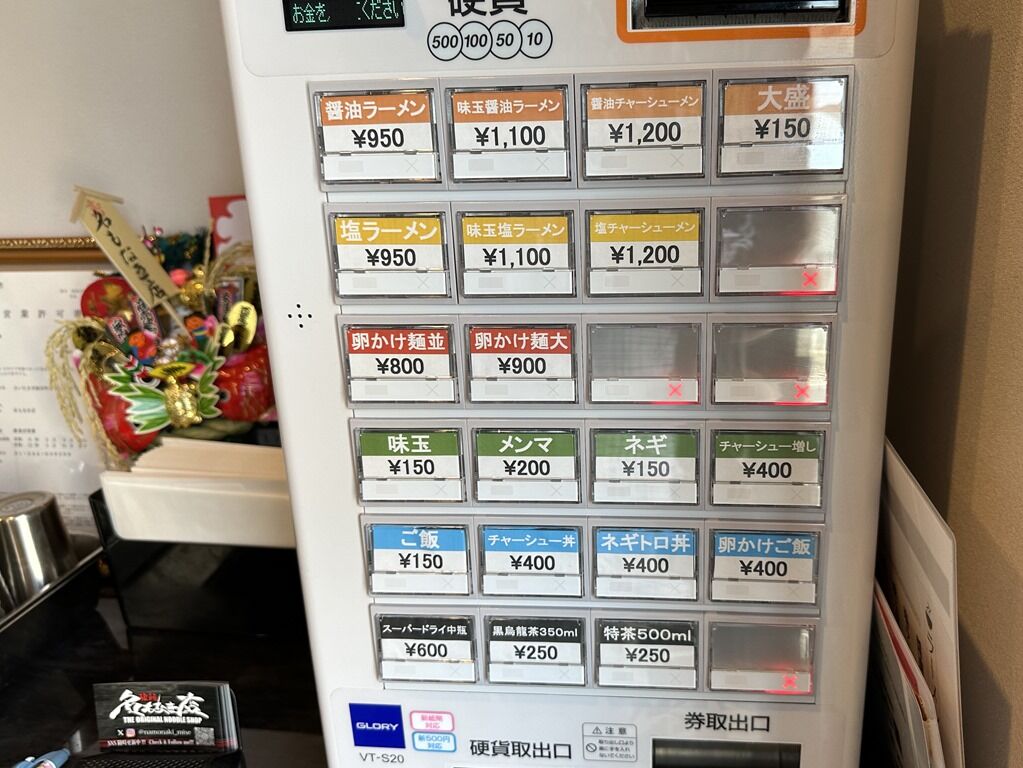 お金を ください
硬貨
500 100 50 10
醤油ラーメン
¥950
味玉醤油ラーメン
¥1,100
醤油チャーシューメン
¥1,200
大盛
¥150
塩ラーメン
¥950
味玉塩ラーメン
¥1,100
塩チャーシューメン
¥1,200
卵かけ麺並
¥800
卵かけ麺大
¥900
味玉
¥150
メンマ
¥200
ネギ
¥150
チャーシュー増し
¥400
ご飯
¥150
チャーシュー丼
¥400
ネギトロ丼
¥400
卵かけご飯
¥400
スーパードライ中瓶
¥600
黒烏龍茶350ml
¥250
特茶500ml
¥250
GLORY
VT-S20
新紙幣
対応
新500円
対応
硬貨取出口
注意
券取出口
営業許可
THE ORIGINAL NOODLE SHOP
@namonaki_mise
Check & Follow me!!